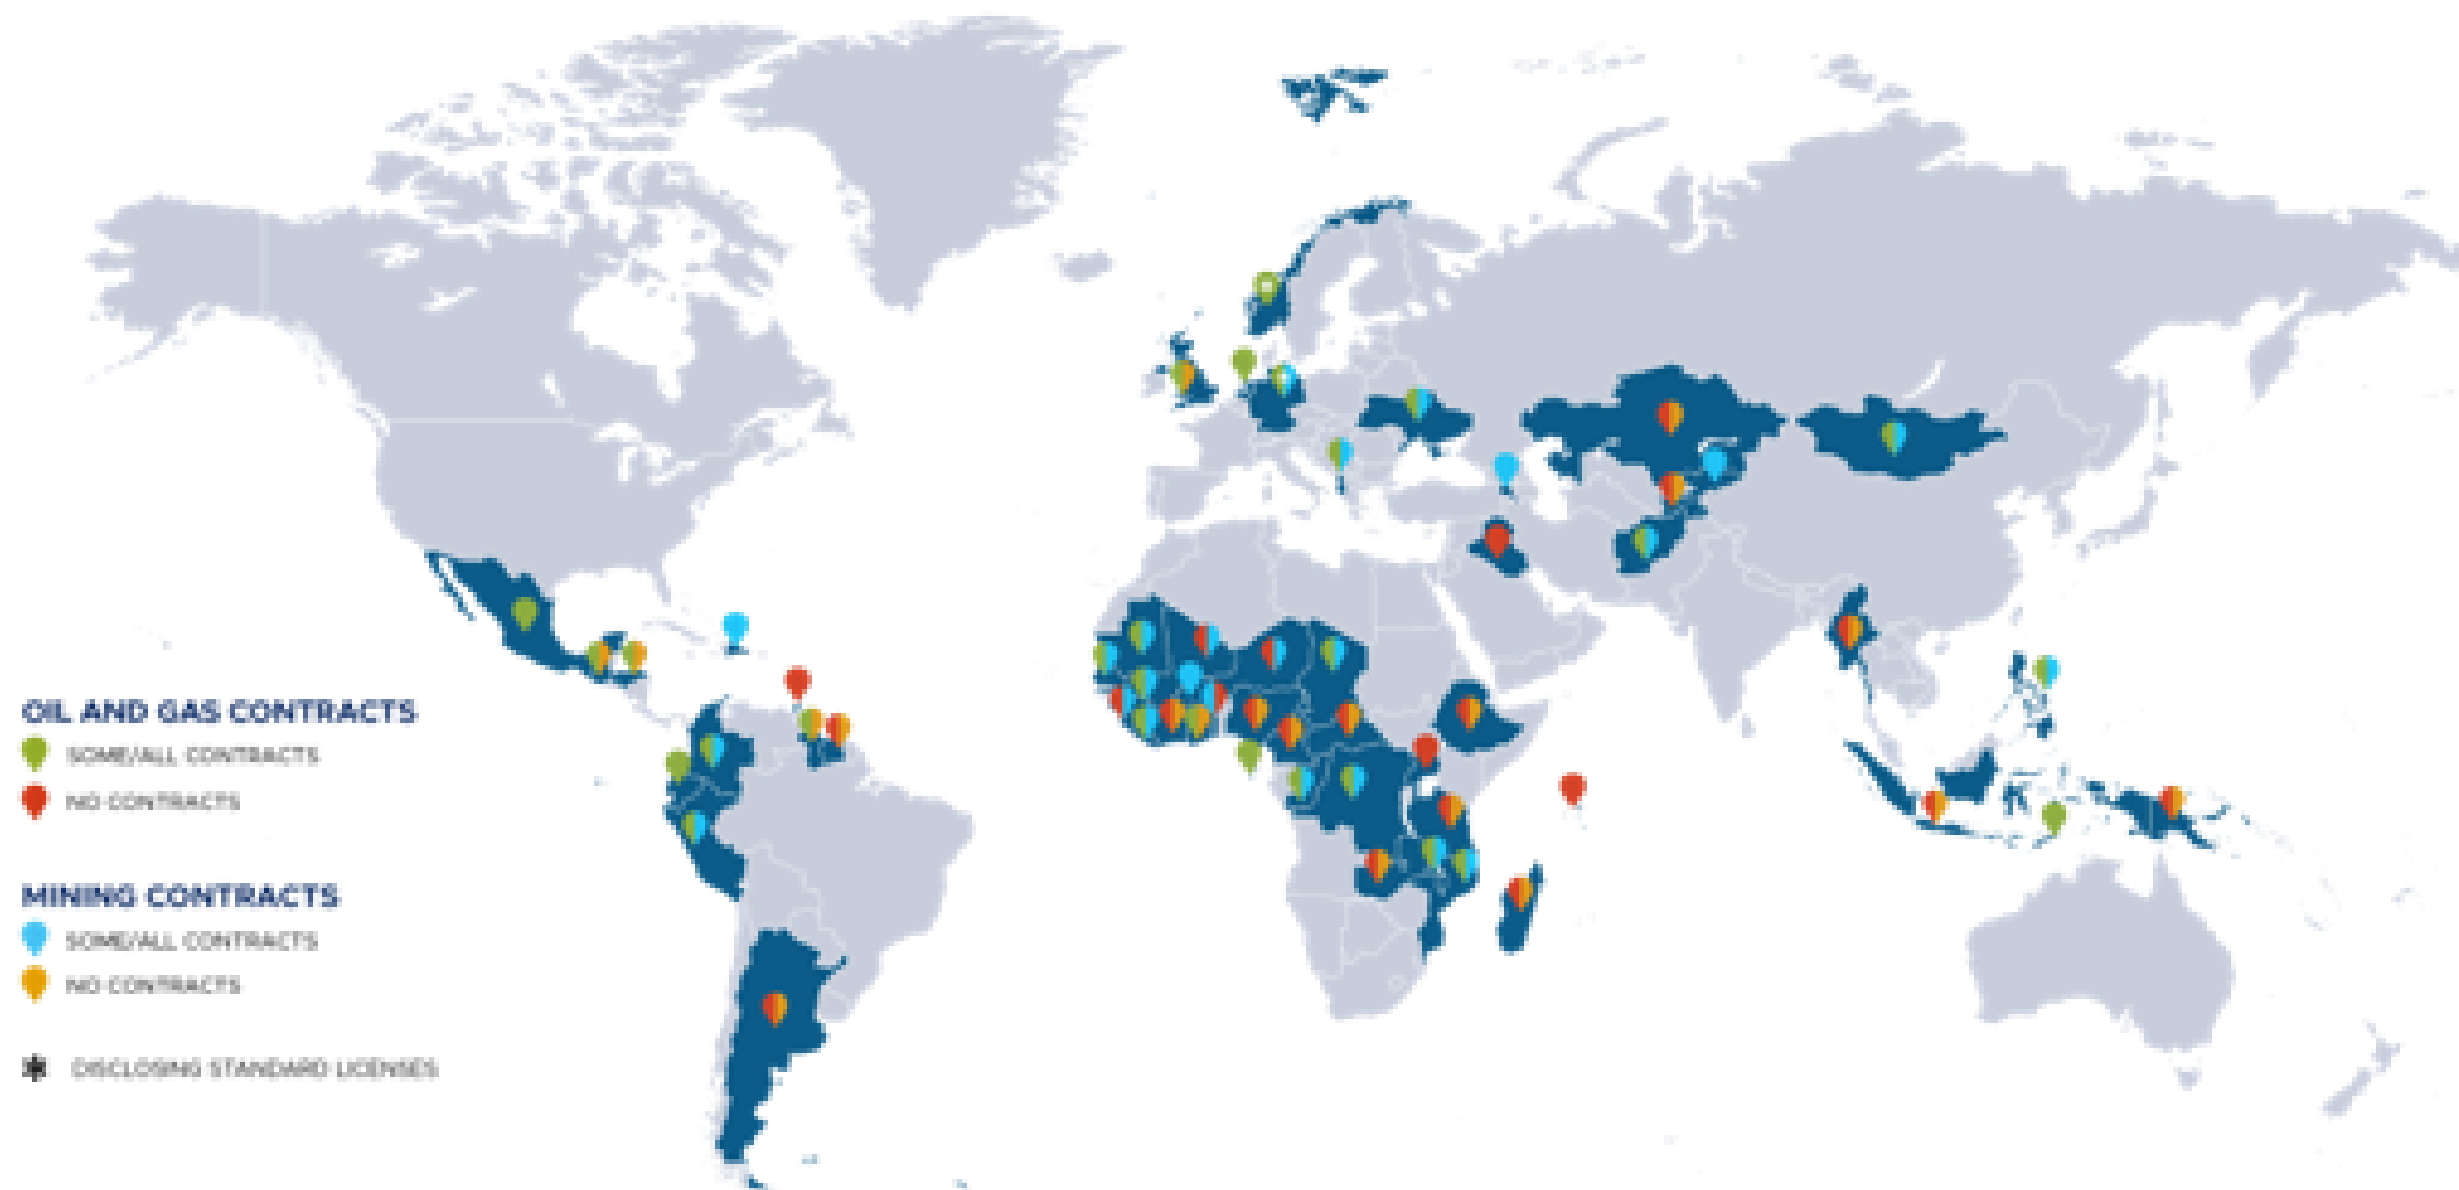 OIL AND GAS CONTRACTS
SOME/ALL CONTRACTS
NO CONTRACTS
MINING CONTRACTS
SOME/ALL CONTRACTS
NO CONTRACTS
* DISCLOSING STANDARD LICENSES